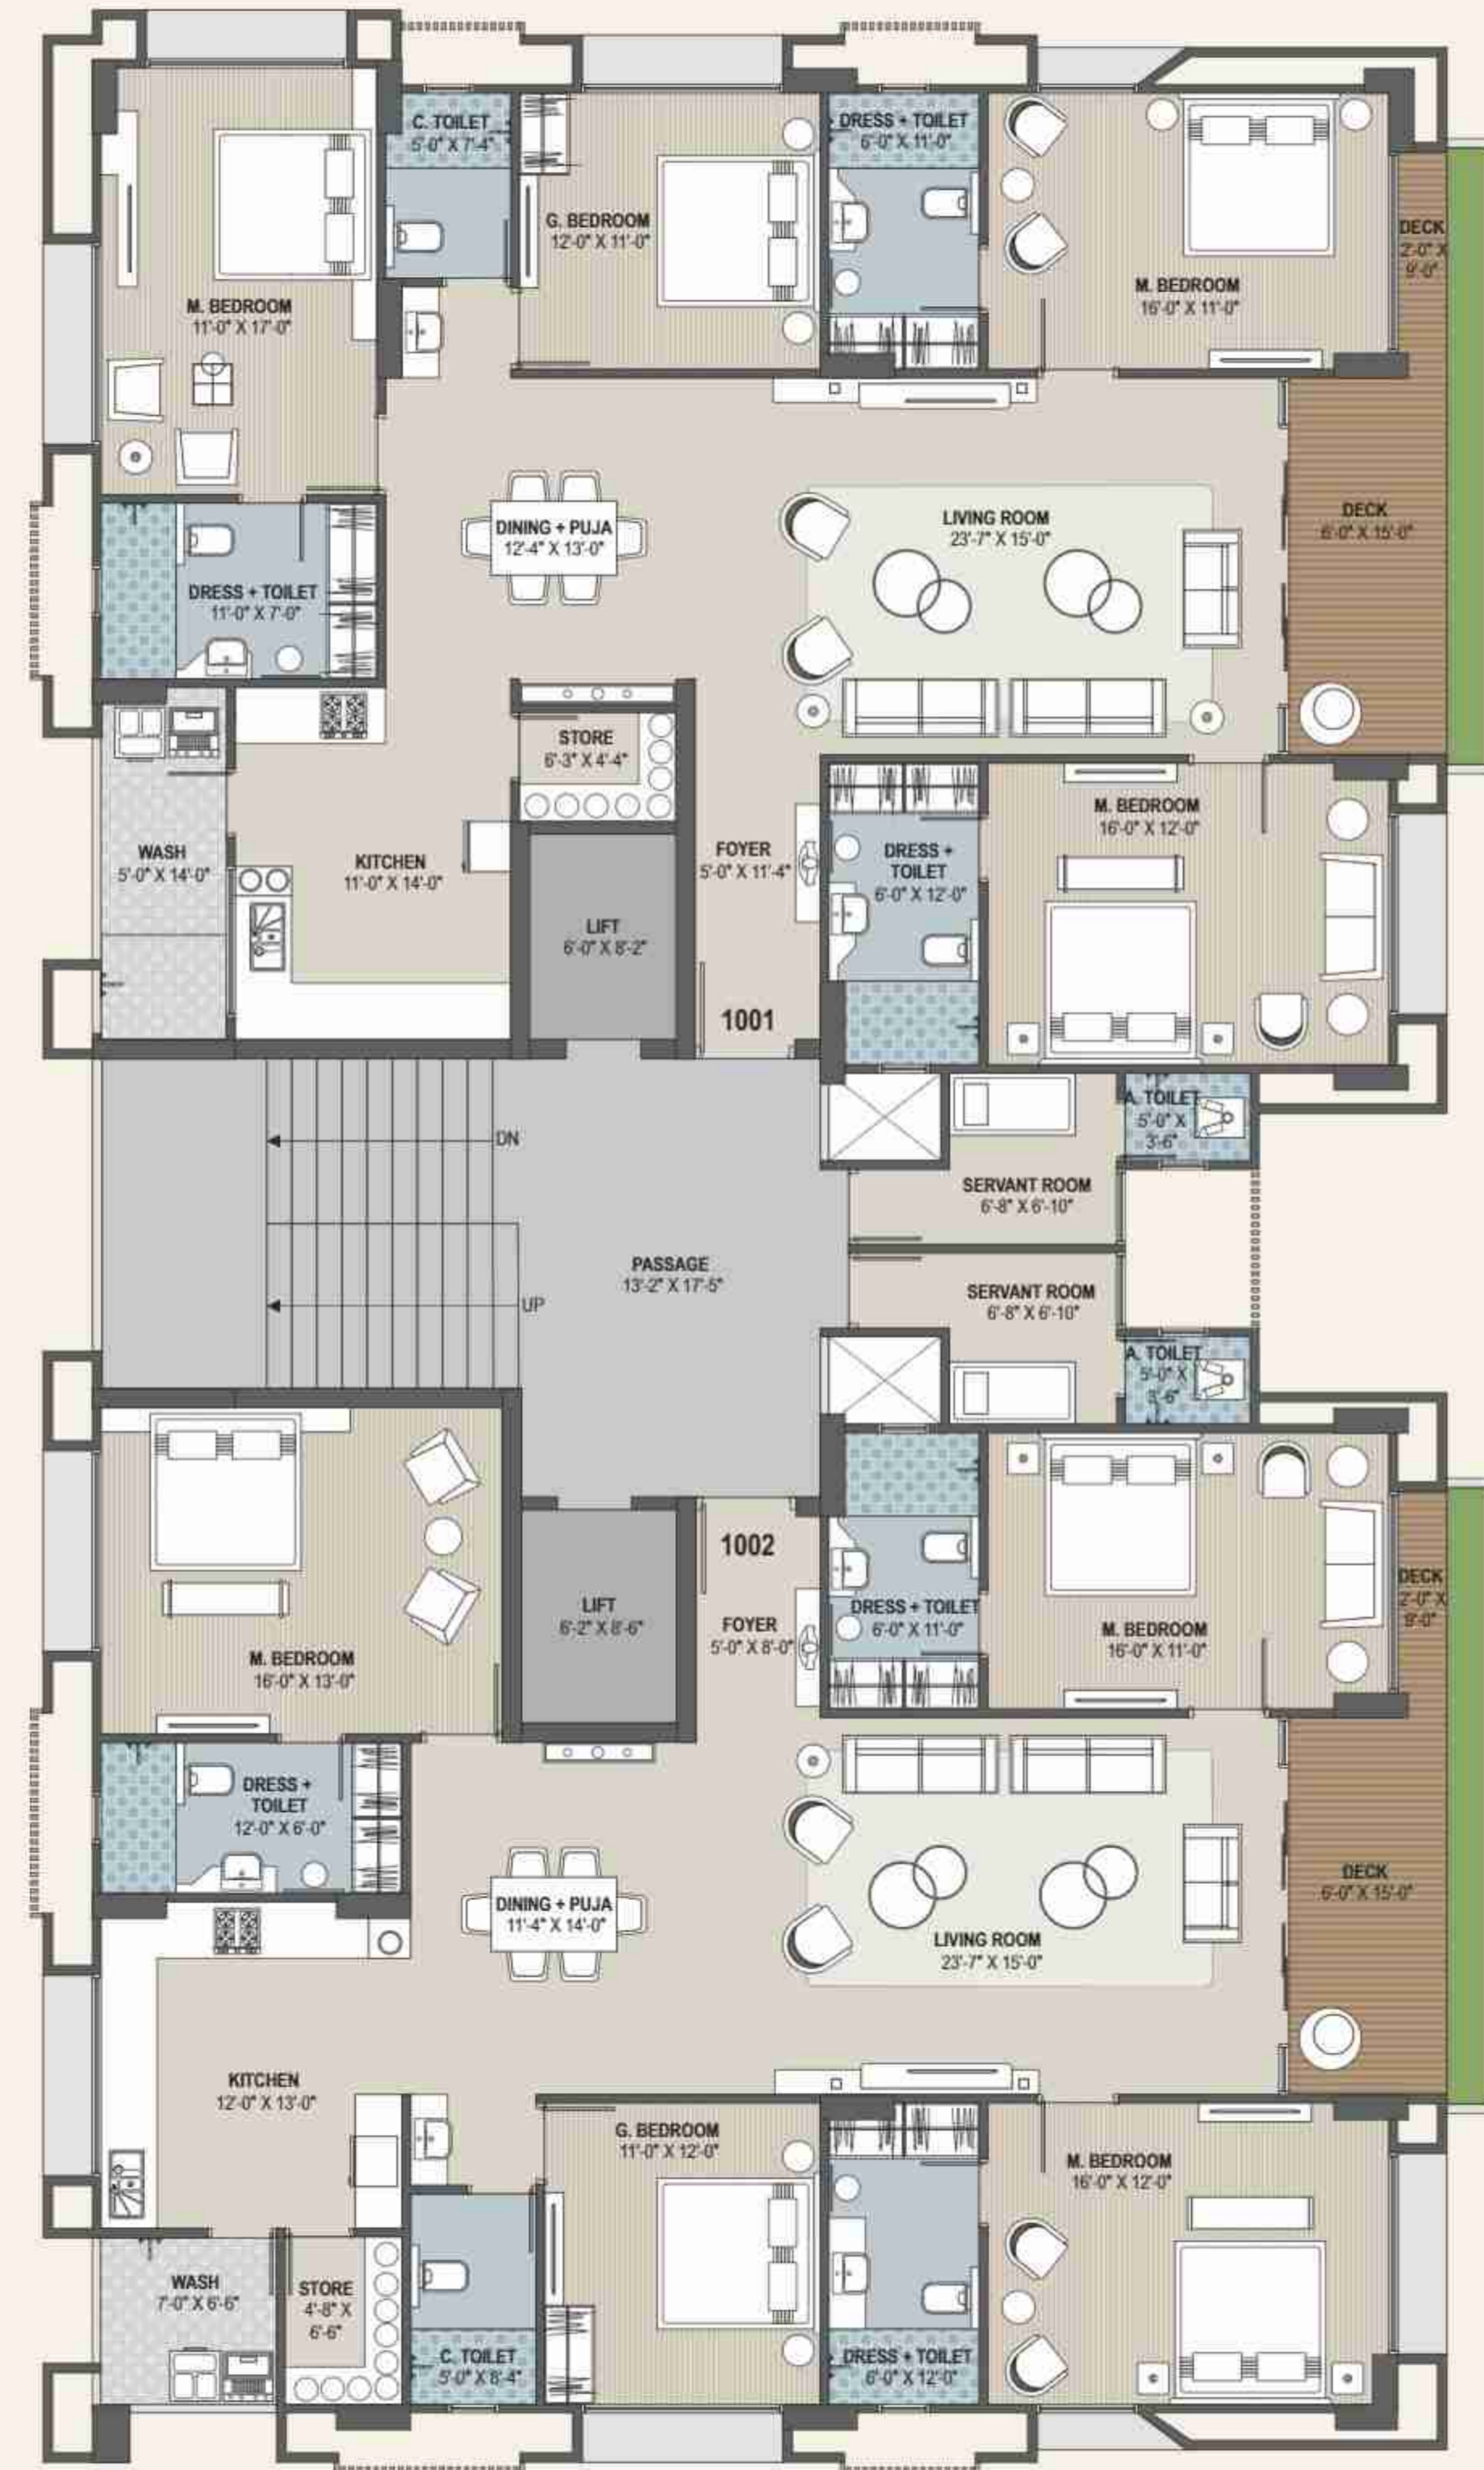 C. TOILET
5'-0" X 7'-4"
DRESS + TOILET
6'-0" X 11'-0"
G. BEDROOM
12'-0" X 11'-0"
DECK
2'-0" X
9'-0"
M. BEDROOM
16'-0" X 11'-0"
M. BEDROOM
11'-0" X 17'-0"
DINING + PUJA
12'-4" X 13'-0"
LIVING ROOM
23'-7" X 15'-0"
DECK
6'-0" X 15'-0"
DRESS + TOILET
11'-0" X 7'-0"
STORE
6'-3" X 4'-4"
M. BEDROOM
16'-0" X 12'-0"
WASH
5'-0" X 14'-0"
KITCHEN
11'-0" X 14'-0"
FOYER
5'-0" X 11'-4"
DRESS +
TOILET
6'-0" X 12'-0"
LIFT
6'-0" X 8'-2"
1001
A. TOILET
5'-0" X
3'-6"
DN
SERVANT ROOM
6'-8" X 6'-10"
PASSAGE
13'-2" X 17'-5"
SERVANT ROOM
6'-8" X 6'-10"
UP
A. TOILET
5'-0" X
3'-6"
1002
LIFT
6'-2" X 8'-6"
FOYER
5'-0" X 8'-0"
DRESS + TOILET
6'-0" X 11'-0"
M. BEDROOM
16'-0" X 11'-0"
DECK
2'-0" X
9'-0"
M. BEDROOM
16'-0" X 13'-0"
DRESS +
TOILET
12'-0" X 6'-0"
DINING + PUJA
11'-4" X 14'-0"
LIVING ROOM
23'-7" X 15'-0"
DECK
6'-0" X 15'-0"
KITCHEN
12'-0" X 13'-0"
G. BEDROOM
11'-0" X 12'-0"
M. BEDROOM
16'-0" X 12'-0"
WASH
7'-0" X 6'-6"
STORE
4'-8" X
6'-6"
C. TOILET
5'-0" X 8'-4"
DRESS + TOILET
6'-0" X 12'-0"